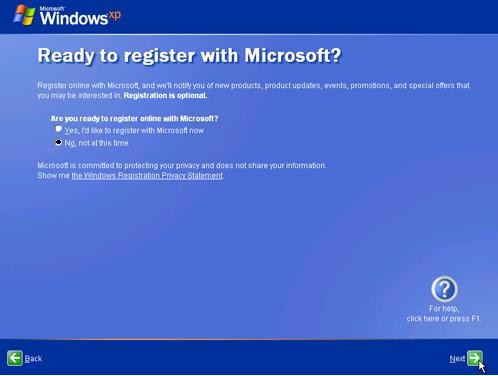 Microsoft
Windows xp
Ready to register with Microsoft?
Register online with Microsoft, and we'll notify you of new products, product updates, events, promotions, and special offers that
you may be interested in. Registration is optional.
Are you ready to register online with Microsoft?
Yes, I'd like to register with Microsoft now
No, not at this time
Microsoft is committed to protecting your privacy and does not share your information.
Show me the Windows Registration Privacy Statement.
For help,
click here or press F1.
Back
Next